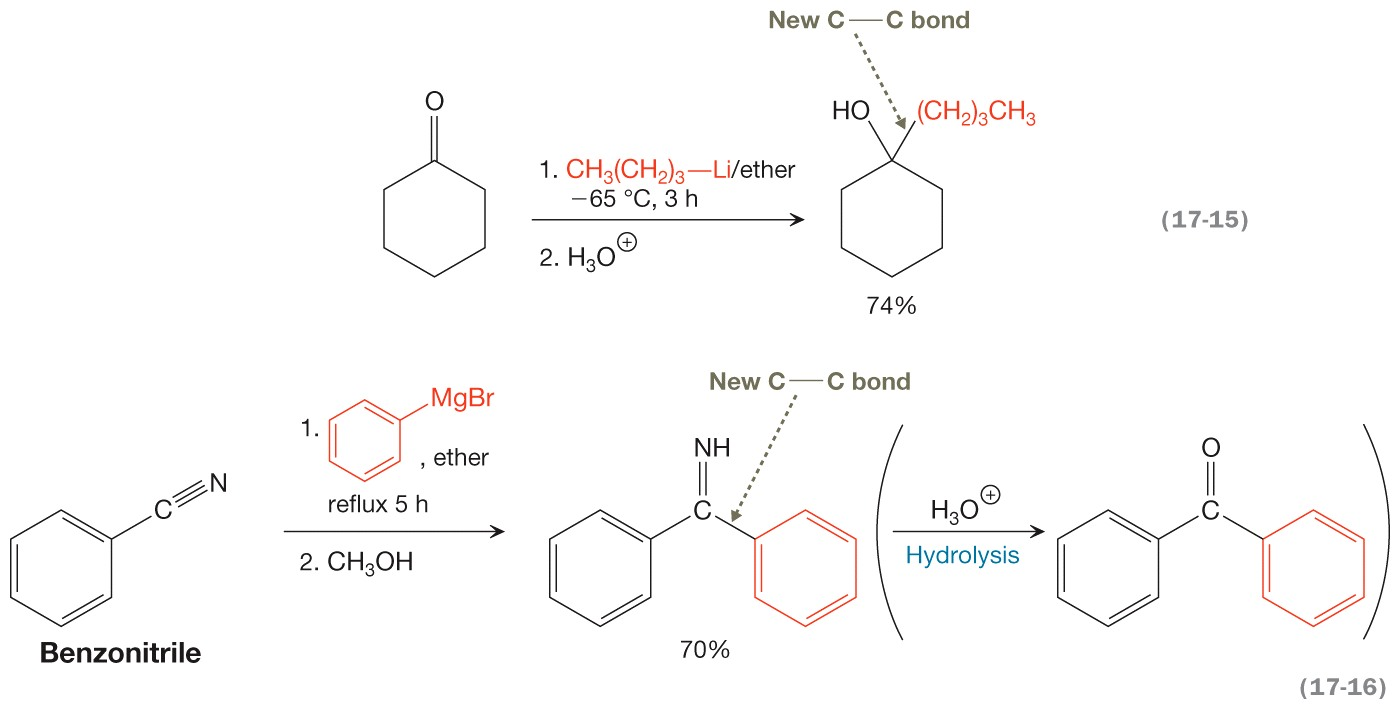 New C—C bond
O
HO
(CH₂)₃CH₃
1. CH₃(CH₂)₃—Li/ether
−65 °C, 3 h
2. H₃O⊕
(17-15)
74%
New C—C bond
MgBr
1.
, ether
reflux 5 h
2. CH₃OH
C≡N
Benzonitrile
NH
C
70%
H₃O⊕
Hydrolysis
O
C
(17-16)